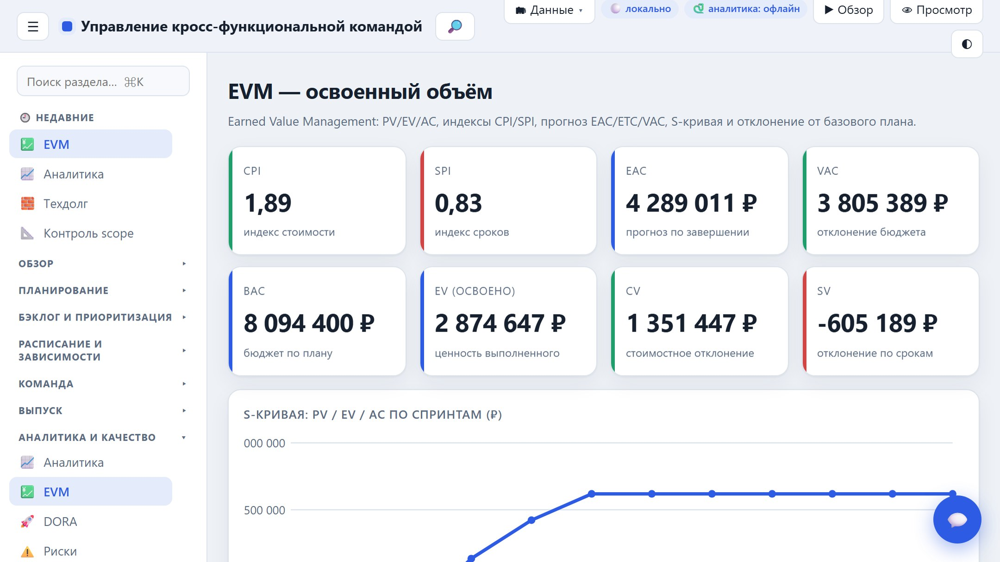 ☰
Управление кросс-функциональной командой
Данные ▾
локально
аналитика: офлайн
▶ Обзор
Просмотр
Поиск раздела... ⌘K
НЕДАВНИЕ
EVM
Аналитика
Техдолг
Контроль scope
ОБЗОР
ПЛАНИРОВАНИЕ
БЭКЛОГ И ПРИОРИТИЗАЦИЯ
РАСПИСАНИЕ И
ЗАВИСИМОСТИ
КОМАНДА
ВЫПУСК
АНАЛИТИКА И КАЧЕСТВО
Аналитика
EVM
DORA
Риски
EVM — освоенный объём
Earned Value Management: PV/EV/AC, индексы CPI/SPI, прогноз EAC/ETC/VAC, S-кривая и отклонение от базового плана.
CPI
1,89
индекс стоимости
SPI
0,83
индекс сроков
EAC
4 289 011 ₽
прогноз по завершении
VAC
3 805 389 ₽
отклонение бюджета
BAC
8 094 400 ₽
бюджет по плану
EV (ОСВОЕНО)
2 874 647 ₽
ценность выполненного
CV
1 351 447 ₽
стоимостное отклонение
SV
-605 189 ₽
отклонение по срокам
S-КРИВАЯ: PV / EV / AC ПО СПРИНТАМ (₽)
000 000
500 000